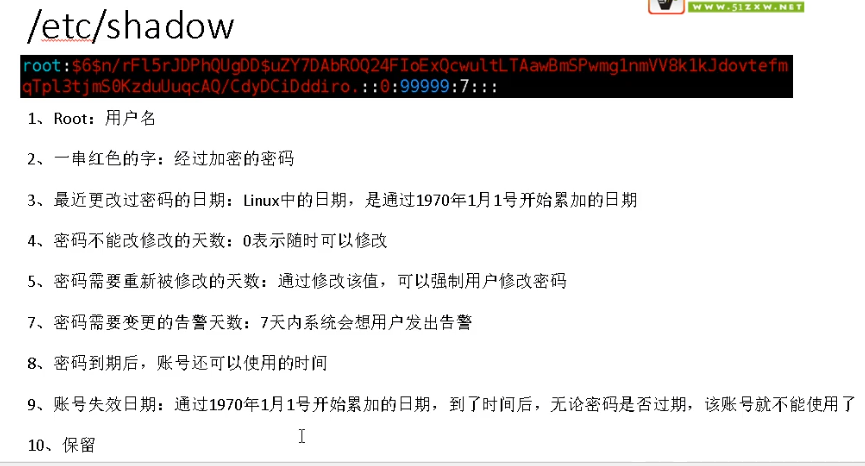 WWW.51ZXW.NET
/etc/shadow
root:$6$n/rFl5rJDPhQUgDD$uZY7DAbROQ24FIoExQcwultLTAawBmSPwmg1nmVV8k1kJdovtefm
qTpl3tjmS0KzduUuqcAQ/CdyDCiDddiro.::0:99999:7:::
1、Root：用户名
2、一串红色的字：经过加密的密码
3、最近更改过密码的日期：Linux中的日期，是通过1970年1月1号开始累加的日期
4、密码不能改修改的天数：0表示随时可以修改
5、密码需要重新被修改的天数：通过修改该值，可以强制用户修改密码
7、密码需要变更的告警天数：7天内系统会想用户发出告警
8、密码到期后，账号还可以使用的时间
9、账号失效日期：通过1970年1月1号开始累加的日期，到了时间后，无论密码是否过期，该账号就不能使用了
10、保留